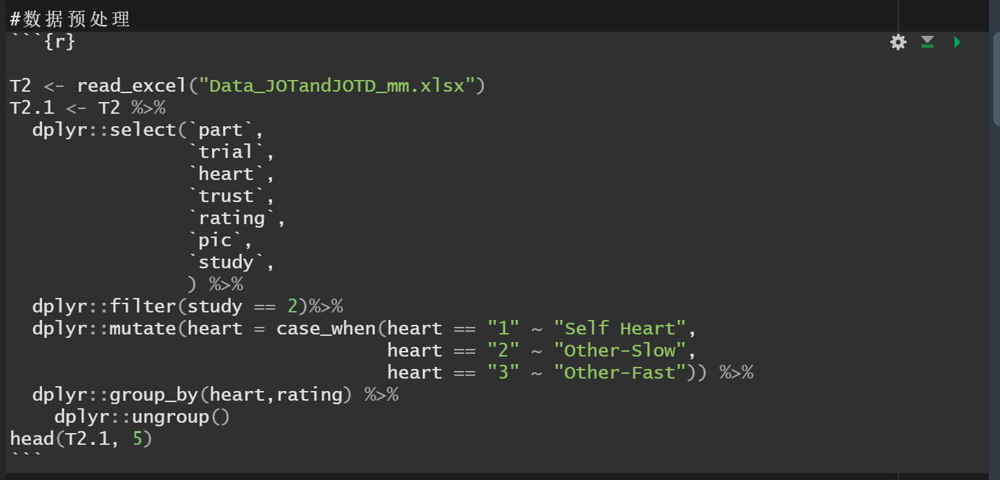 #数据预处理
```{r}
T2 <- read_excel("Data_JOTandJOTD_mm.xlsx")
T2.1 <- T2 %>%
  dplyr::select(`part`,
                `trial`,
                `heart`,
                `trust`,
                `rating`,
                `pic`,
                `study`,
                ) %>%
  dplyr::filter(study == 2)%>%
  dplyr::mutate(heart = case_when(heart == "1" ~ "Self Heart",
                                  heart == "2" ~ "Other-Slow",
                                  heart == "3" ~ "Other-Fast")) %>%
  dplyr::group_by(heart,rating) %>%
    dplyr::ungroup()
head(T2.1, 5)
```